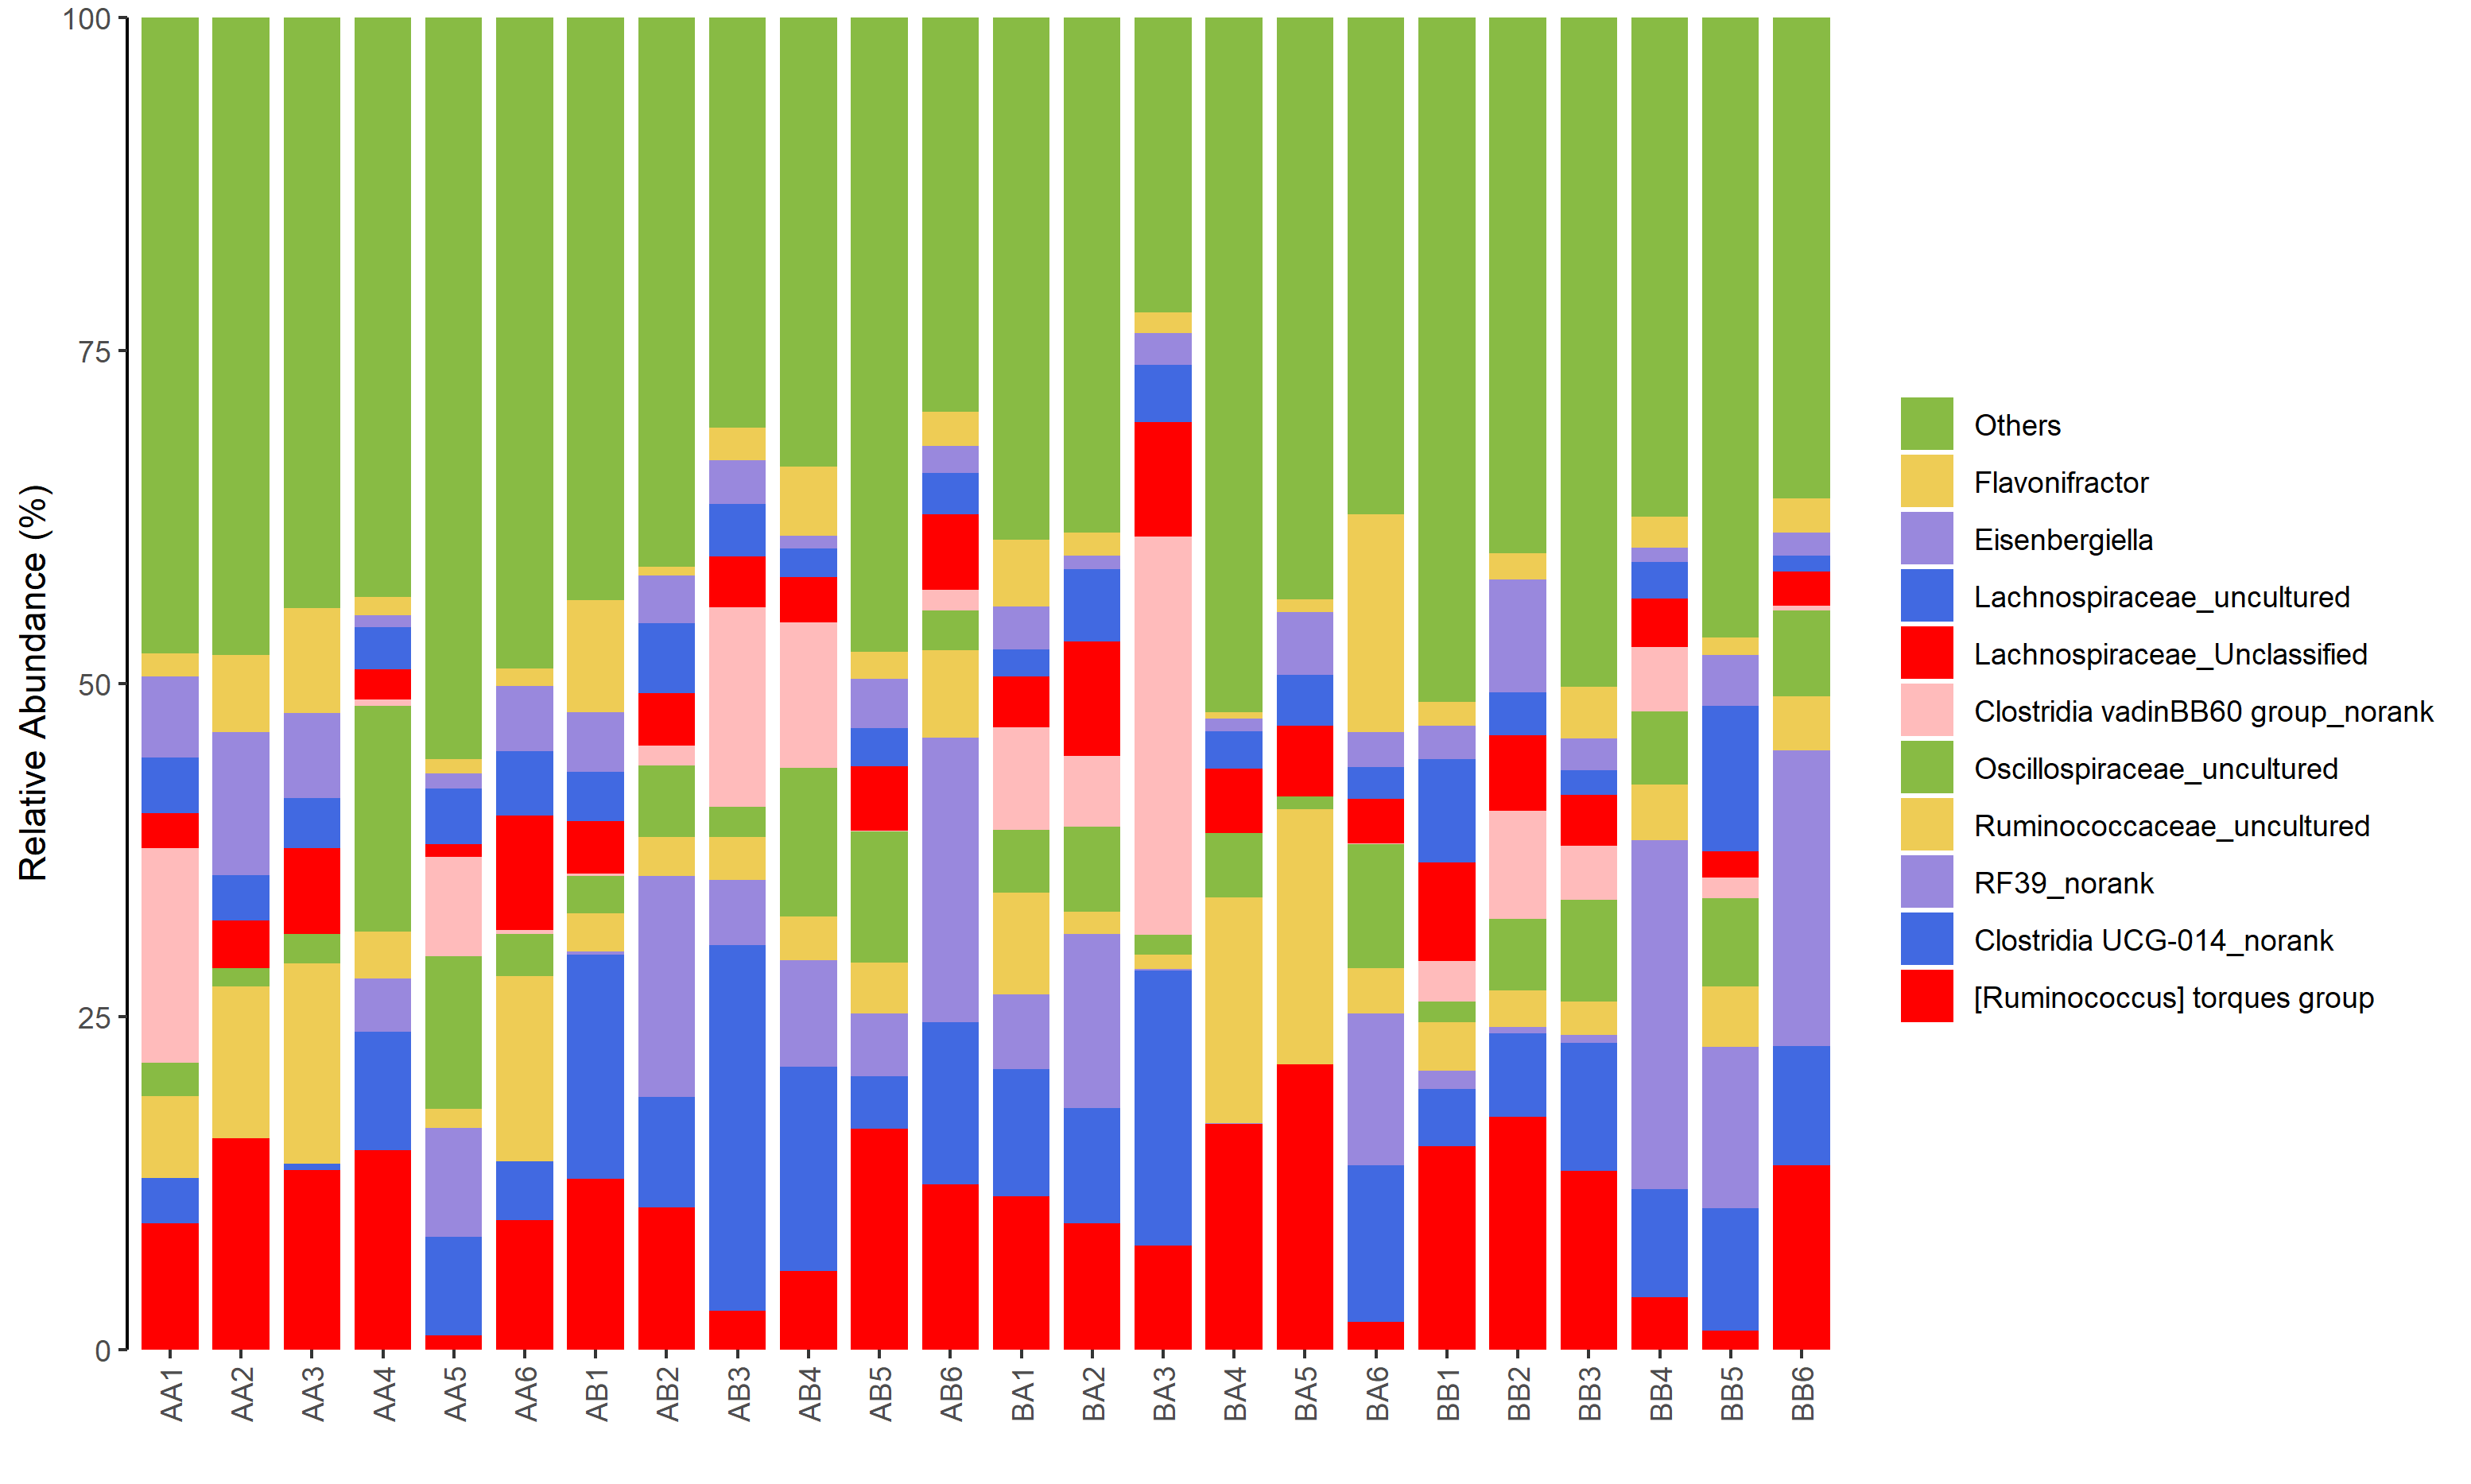 Relative Abundance (%)
100
75
50
25
0
AA1 AA2 AA3 AA4 AA5 AA6 AB1 AB2 AB3 AB4 AB5 AB6 BA1 BA2 BA3 BA4 BA5 BA6 BB1 BB2 BB3 BB4 BB5 BB6
Others
Flavonifractor
Eisenbergiella
Lachnospiraceae_uncultured
Lachnospiraceae_Unclassified
Clostridia vadinBB60 group_norank
Oscillospiraceae_uncultured
Ruminococcaceae_uncultured
RF39_norank
Clostridia UCG-014_norank
[Ruminococcus] torques group